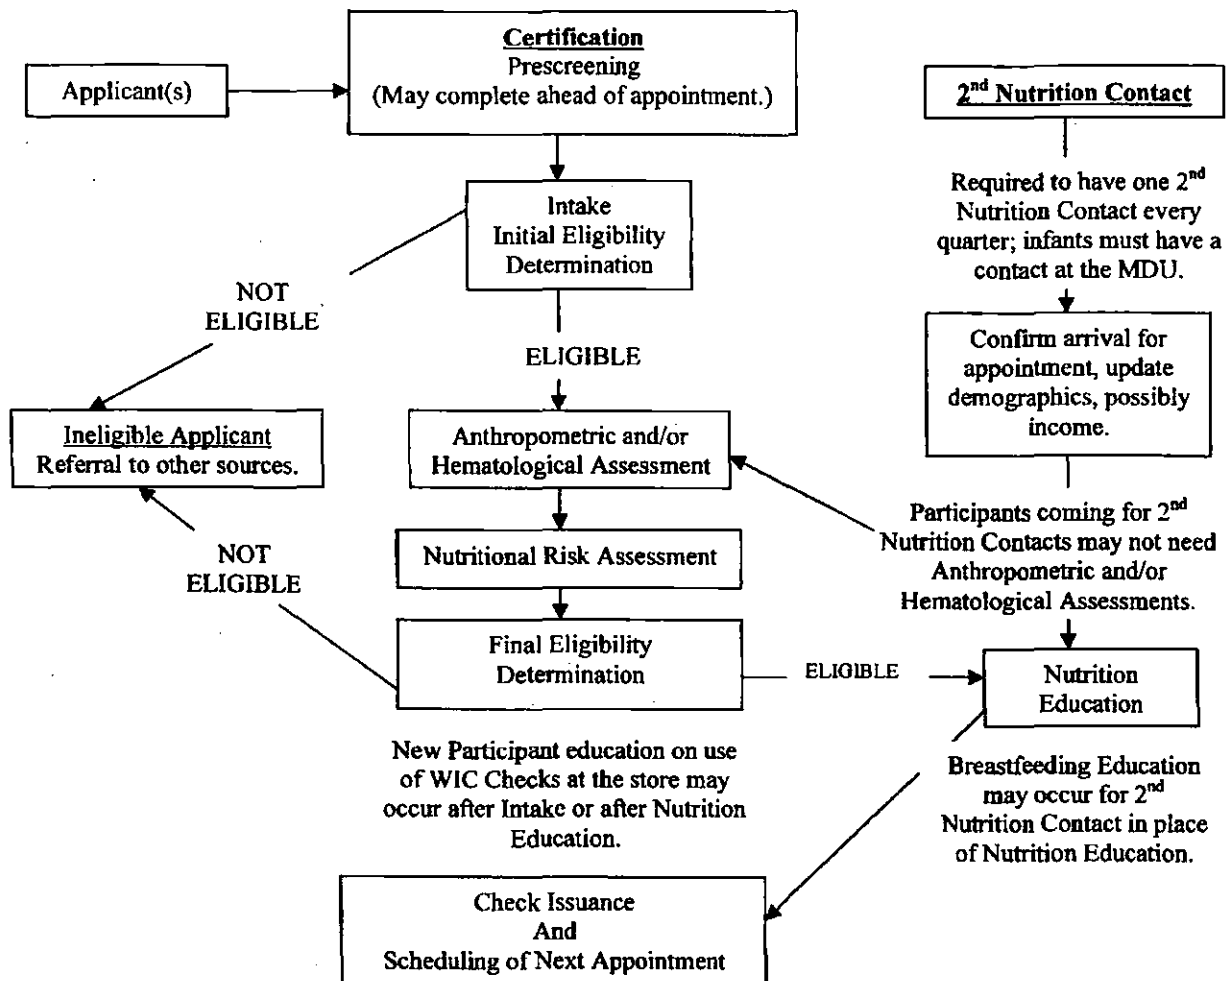 Applicant(s)
Certification
Prescreening
(May complete ahead of appointment.)
2nd Nutrition Contact
Intake
Initial Eligibility
Determination
Required to have one 2nd
Nutrition Contact every
quarter; infants must have a
contact at the MDU.
NOT
ELIGIBLE
ELIGIBLE
Confirm arrival for
appointment, update
demographics, possibly
income.
Ineligible Applicant
Referral to other sources.
Anthropometric and/or
Hematological Assessment
Participants coming for 2nd
Nutrition Contacts may not need
Anthropometric and/or
Hematological Assessments.
NOT
ELIGIBLE
Nutritional Risk Assessment
Final Eligibility
Determination
ELIGIBLE
Nutrition
Education
New Participant education on use
of WIC Checks at the store may
occur after Intake or after Nutrition
Education.
Breastfeeding Education
may occur for 2nd
Nutrition Contact in place
of Nutrition Education.
Check Issuance
And
Scheduling of Next Appointment